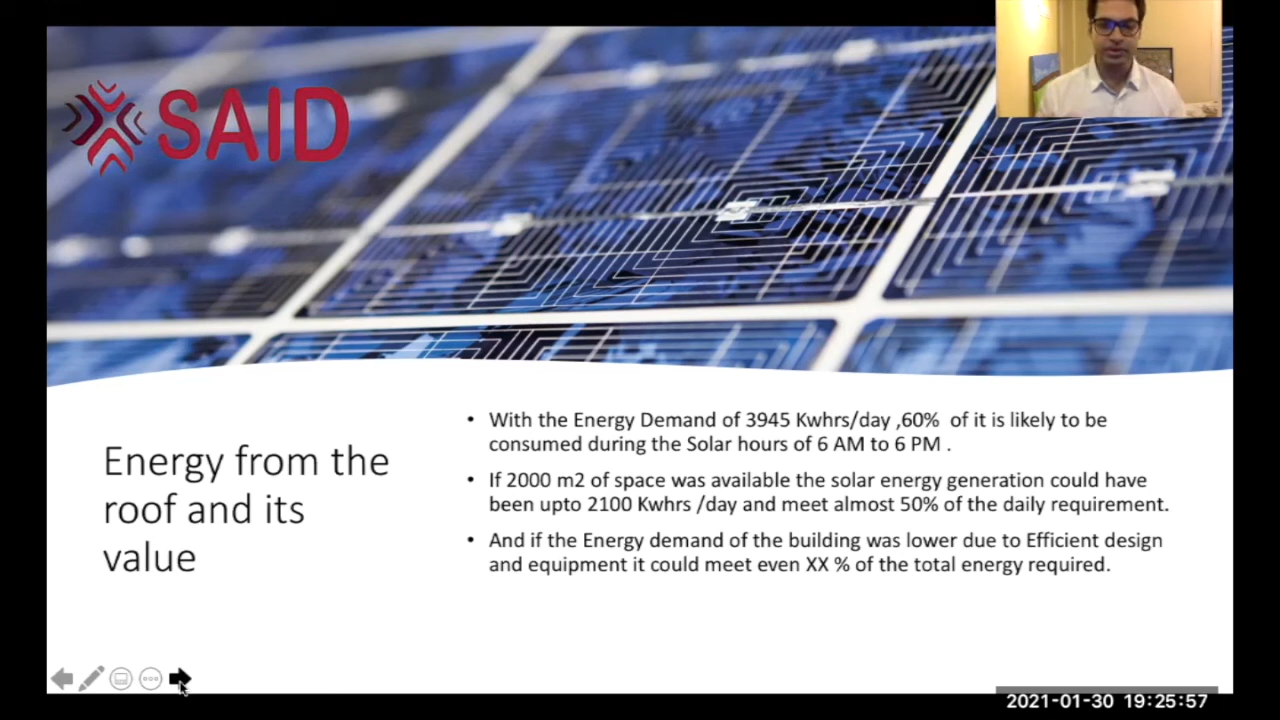 SAID
Energy from the
roof and its
value
• With the Energy Demand of 3945 Kwhrs/day ,60% of it is likely to be
consumed during the Solar hours of 6 AM to 6 PM .
• If 2000 m2 of space was available the solar energy generation could have
been upto 2100 Kwhrs /day and meet almost 50% of the daily requirement.
• And if the Energy demand of the building was lower due to Efficient design
and equipment it could meet even XX % of the total energy required.
2021-01-30 19:25:57